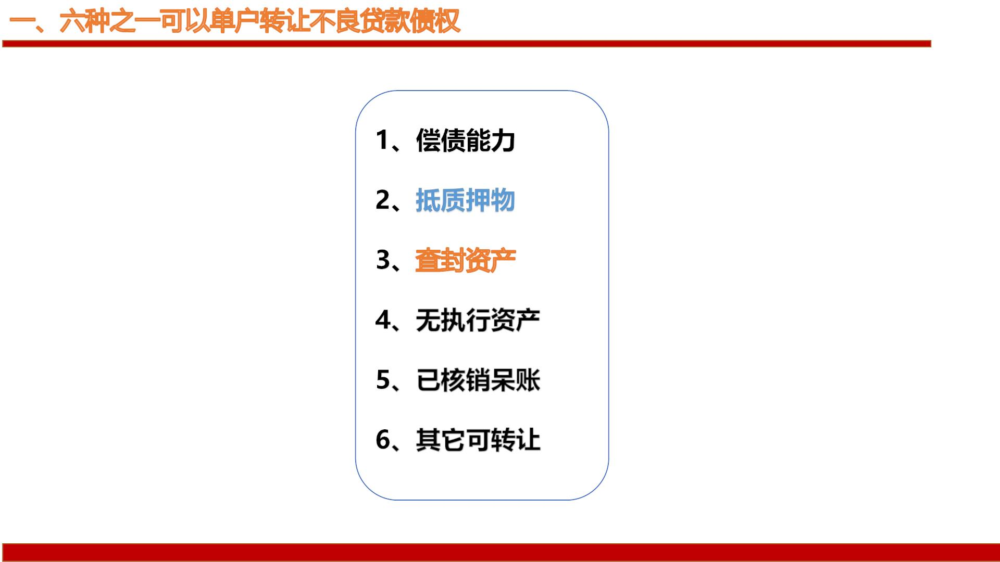 一、六种之一可以单户转让不良贷款债权
1、偿债能力
2、抵质押物
3、查封资产
4、无执行资产
5、已核销呆账
6、其它可转让